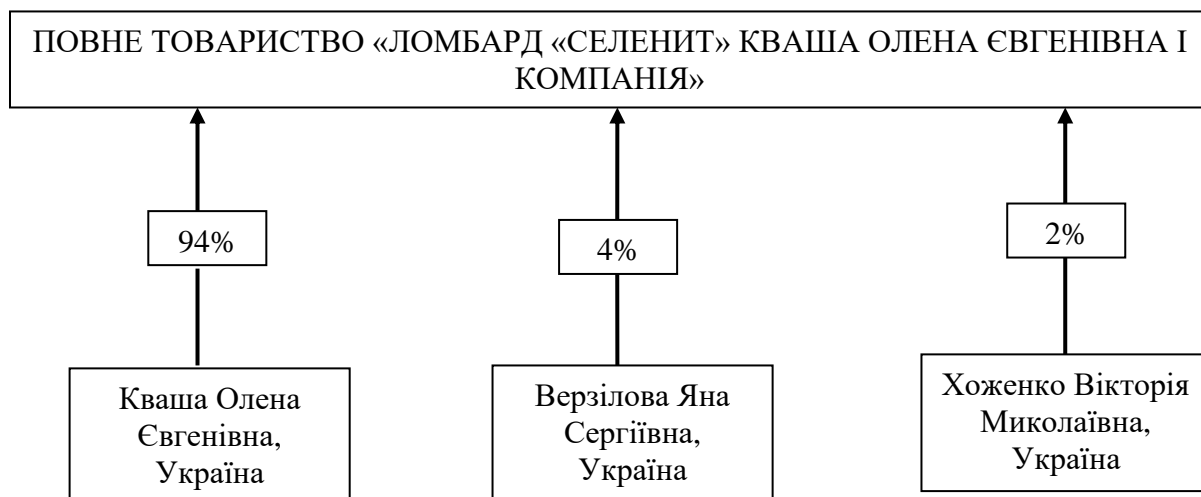 ПОВНЕ ТОВАРИСТВО «ЛОМБАРД «СЕЛЕНИТ» КВАША ОЛЕНА ЄВГЕНІВНА І
КОМПАНІЯ»
94%
4%
2%
Кваша Олена
Євгенівна,
Україна
Верзілова Яна
Сергіївна,
Україна
Хоженко Вікторія
Миколаївна,
Україна